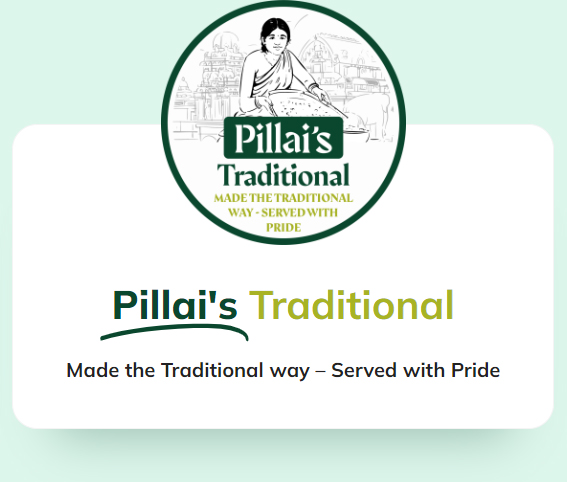 Pillai's
Traditional
MADE THE TRADITIONAL
WAY - SERVED WITH
PRIDE
Pillai's Traditional
Made the Traditional way – Served with Pride